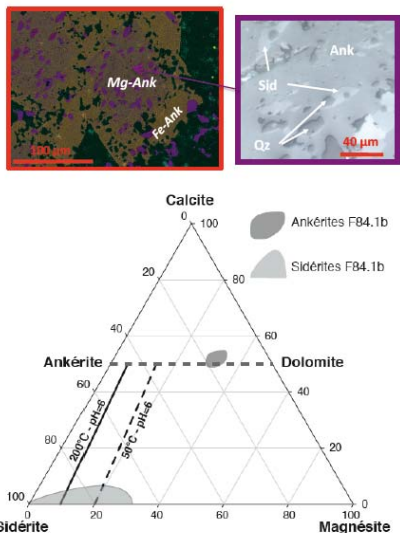 Mg-Ank
Fe-Ank
100 µm
Ank
Sid
Qz
40 µm
Calcite
0 100
Ankérites F84.1b
Sidérites F84.1b
20 80
40 60
Ankérite Dolomite
60 40
200°C - pH=6
50°C - pH=6
80 20
100 0
0 20 40 60 80 100
Sidérite Magnésite